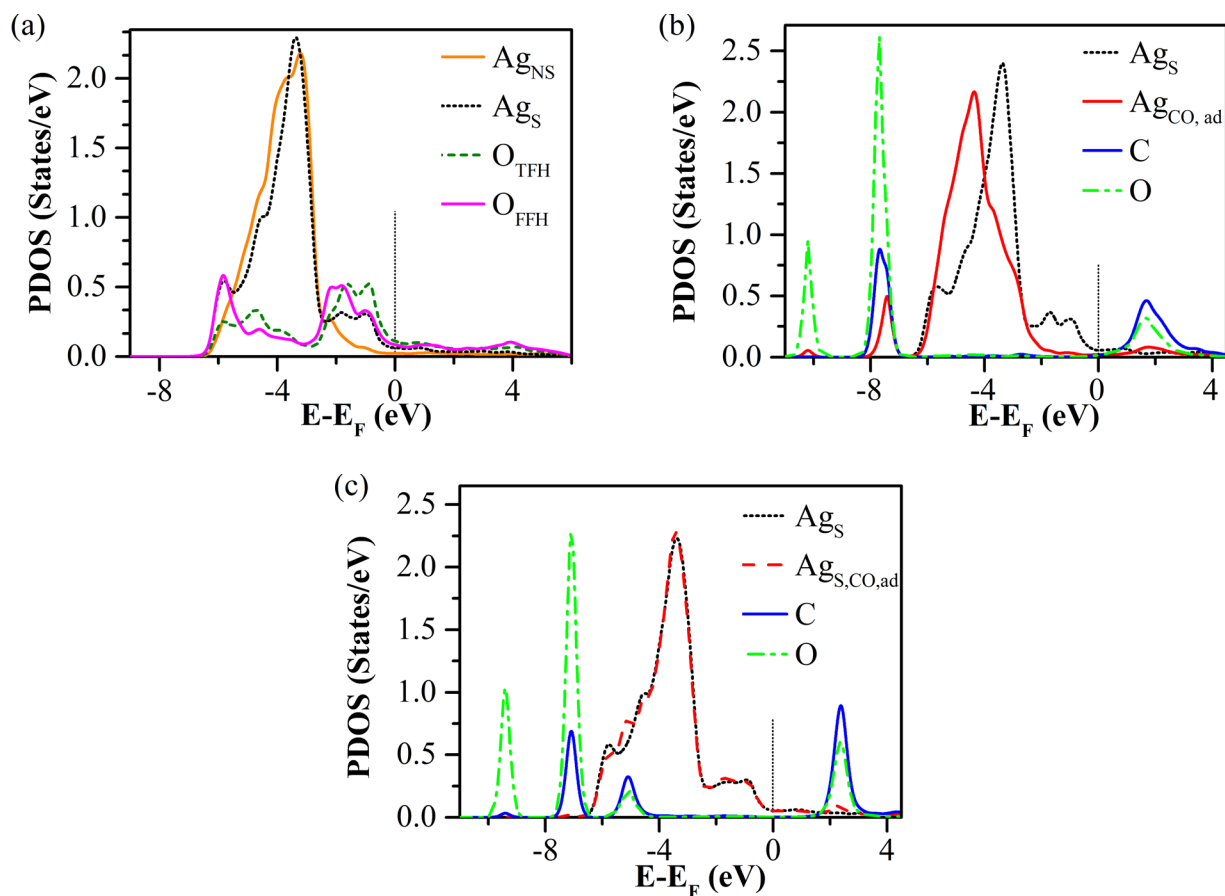 (a)
PDOS (States/eV)
2.0
1.5
1.0
0.5
0.0
Ag_NS
Ag_S
O_TFH
O_FFH
-8
-4
0
4
E-E_F (eV)
(b)
PDOS (States/eV)
2.5
2.0
1.5
1.0
0.5
0.0
Ag_S
Ag_CO, ad
C
O
-8
-4
0
4
E-E_F (eV)
(c)
PDOS (States/eV)
2.5
2.0
1.5
1.0
0.5
0.0
Ag_S
Ag_S,CO,ad
C
O
-8
-4
0
4
E-E_F (eV)